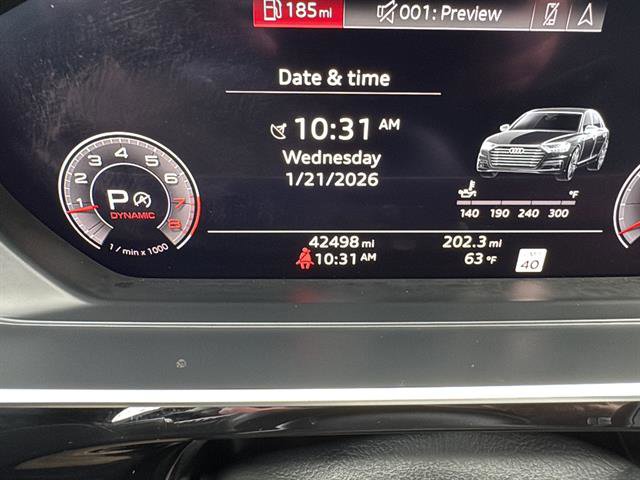 185 mi 001: Preview
Date & time
10:31 AM
Wednesday
1/21/2026
140 190 240 300 °F
1 2 3 4 5 6 7 8
P A
DYNAMIC
1 / min x 1000
42498 mi 202.3 mi
10:31 AM 63 °F
40